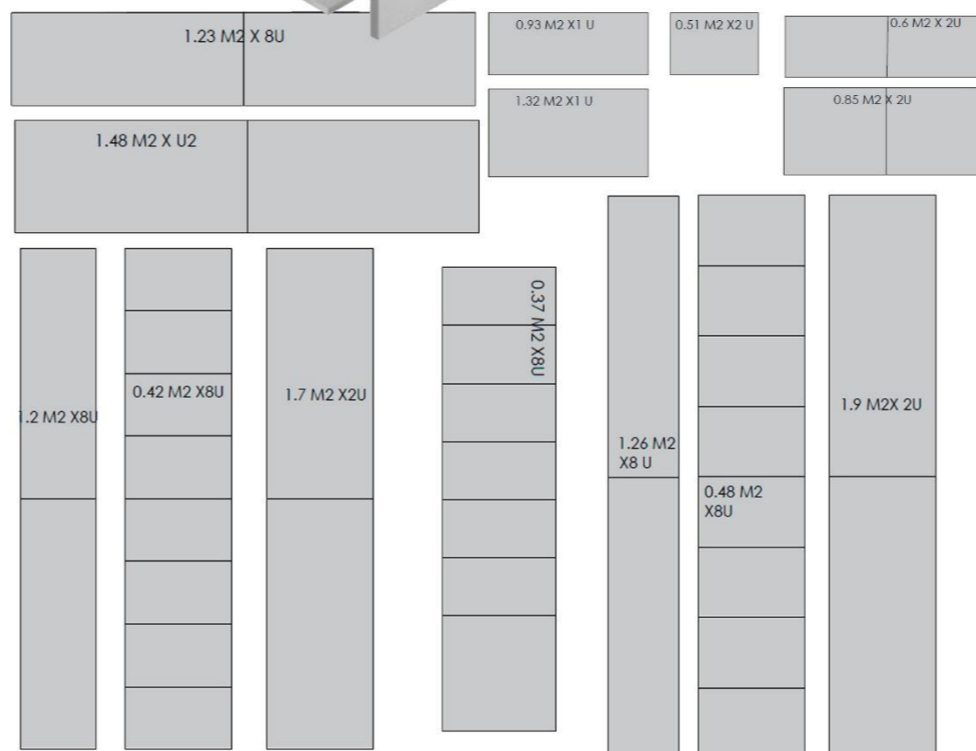 1.23 M2 X 8U
0.93 M2 X1 U
0.51 M2 X2 U
0.6 M2 X 2U
1.32 M2 X1 U
0.85 M2 X 2U
1.48 M2 X U2
1.2 M2 X8U
0.42 M2 X8U
1.7 M2 X2U
0.37 M2 X8U
1.26 M2
X8 U
0.48 M2
X8U
1.9 M2X 2U